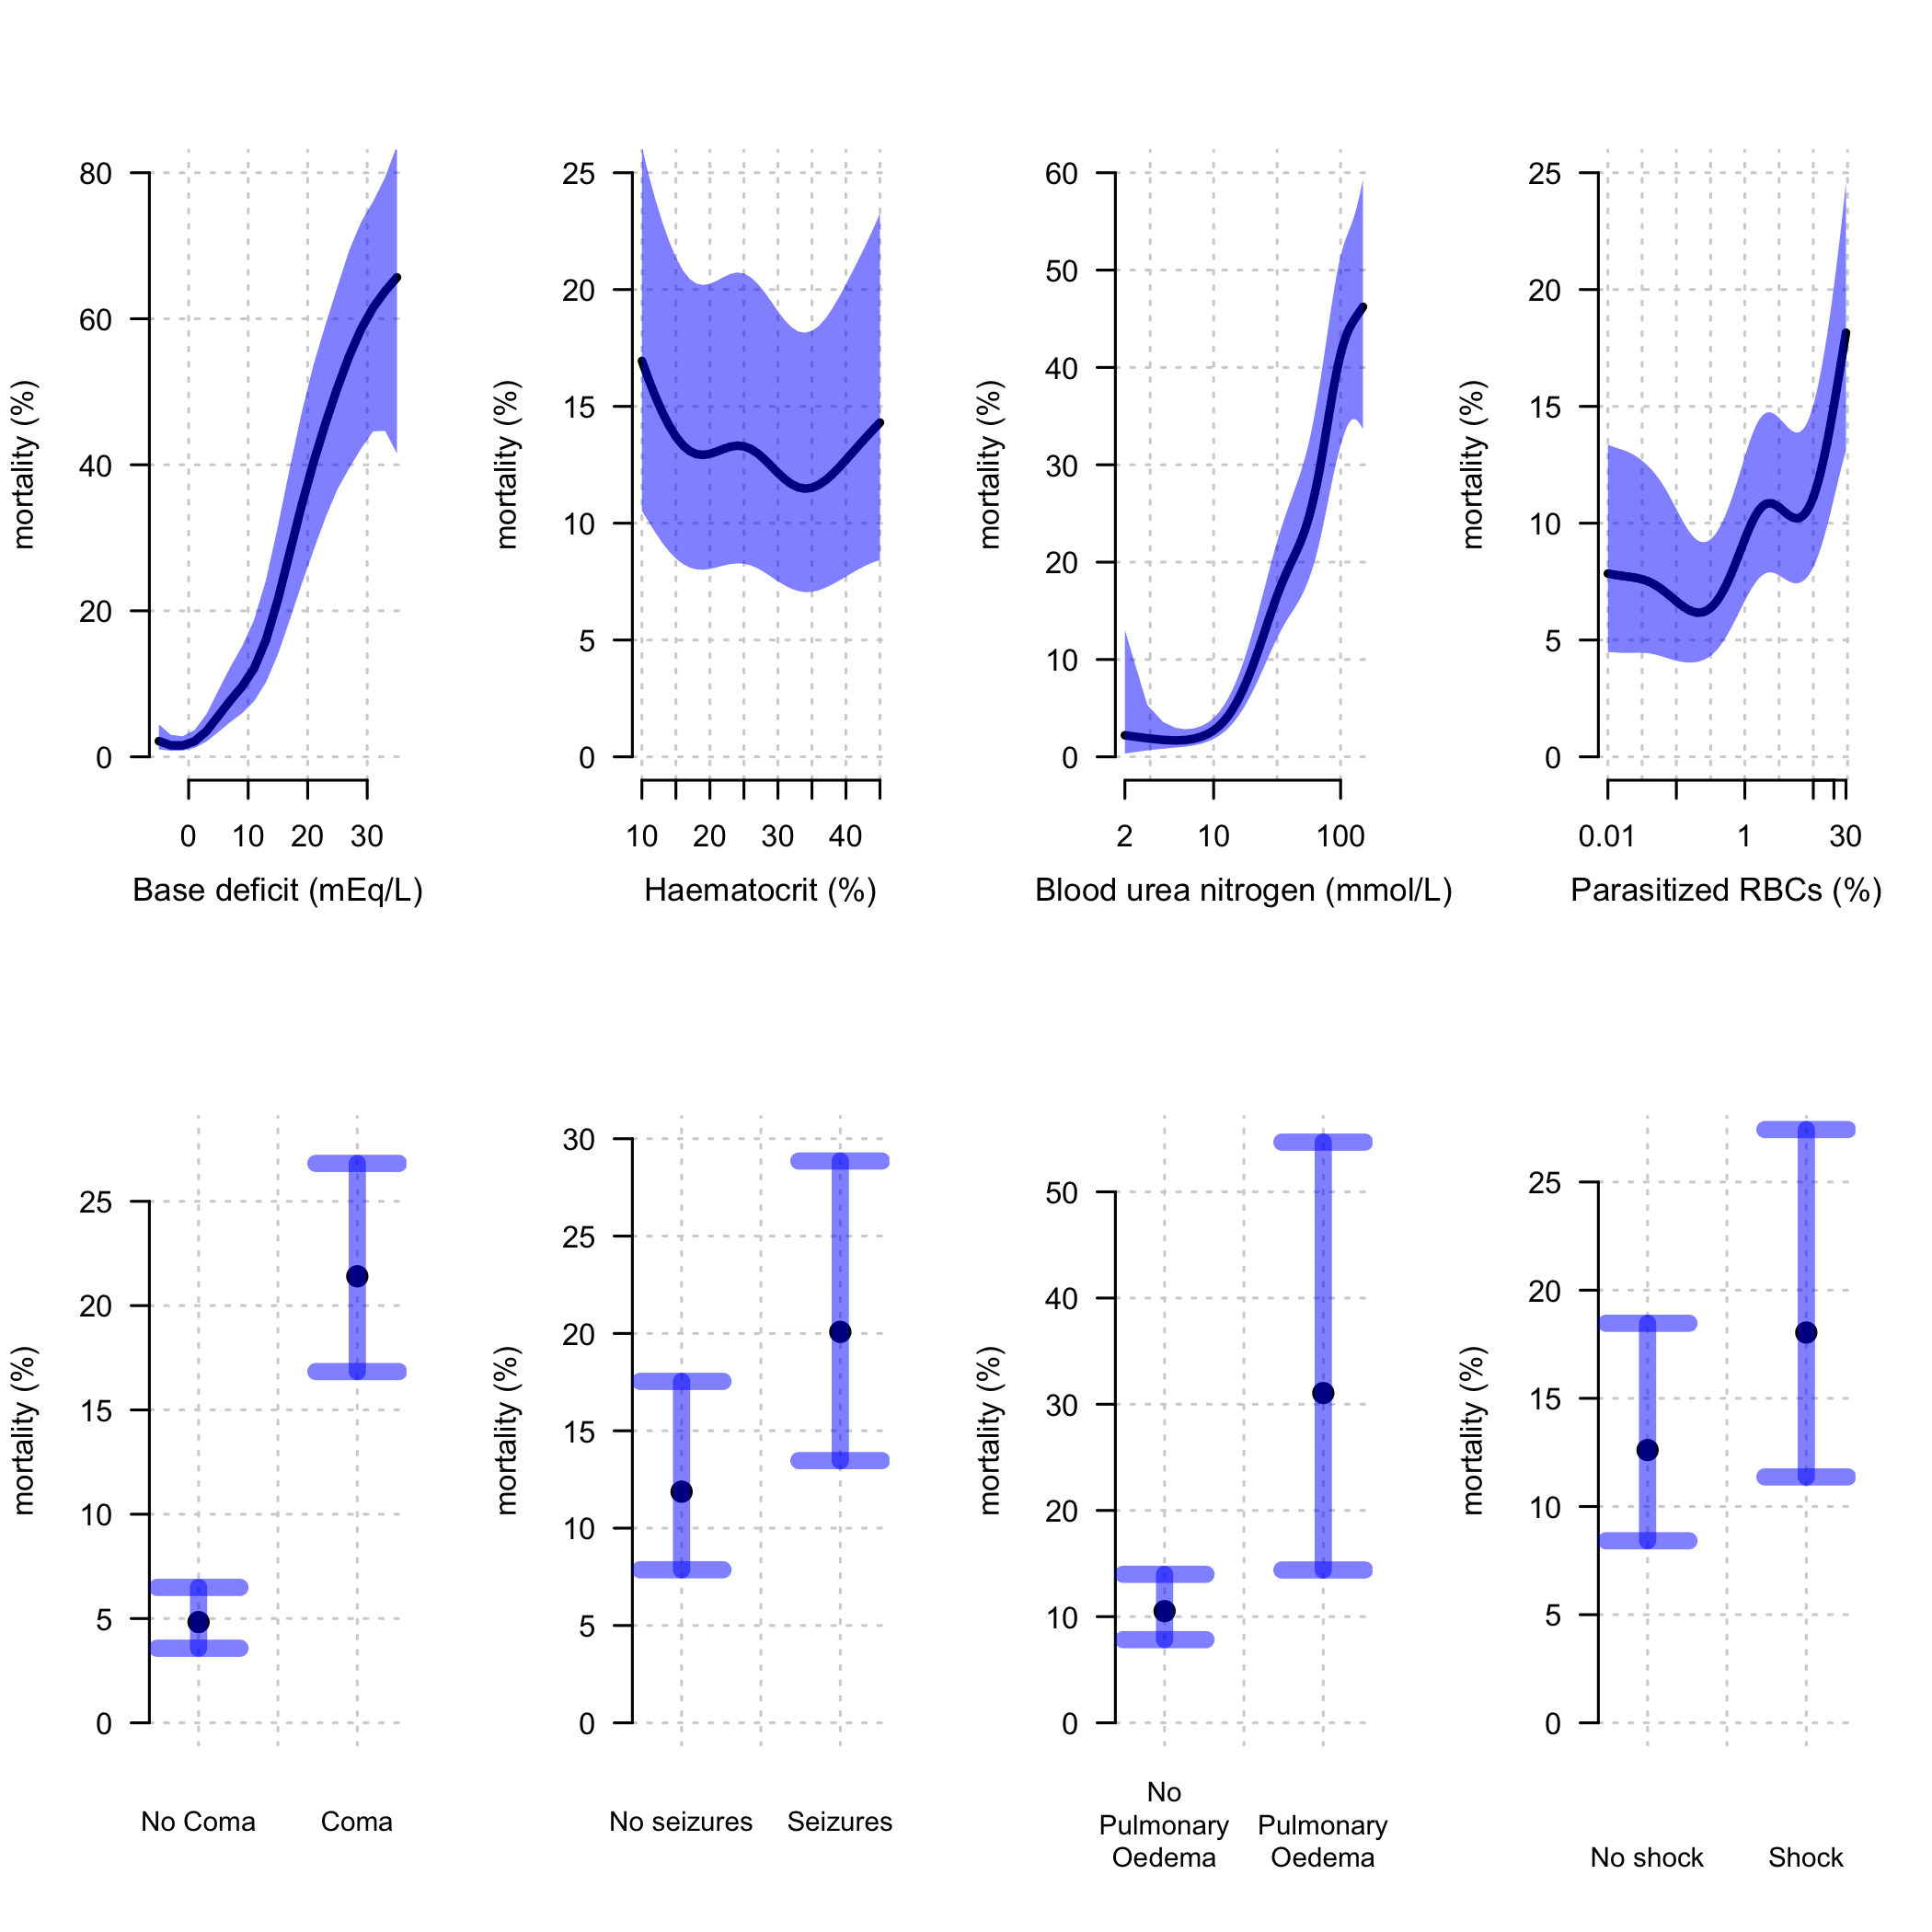 mortality (%)
80
60
40
20
0
0 10 20 30
Base deficit (mEq/L)
mortality (%)
25
20
15
10
5
0
10 20 30 40
Haematocrit (%)
mortality (%)
60
50
40
30
20
10
0
2 10 100
Blood urea nitrogen (mmol/L)
mortality (%)
25
20
15
10
5
0
0.01 1 30
Parasitized RBCs (%)
mortality (%)
25
20
15
10
5
0
No Coma Coma
mortality (%)
30
25
20
15
10
5
0
No seizures Seizures
mortality (%)
50
40
30
20
10
0
No
Pulmonary Pulmonary
Oedema Oedema
mortality (%)
25
20
15
10
5
0
No shock Shock